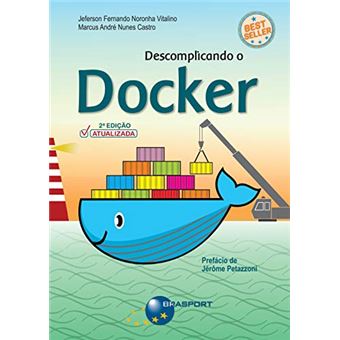 Jeferson Fernando Noronha Vitalino
Marcus André Nunes Castro
BEST
SELLER
Descomplicando o
Docker
2ª EDIÇÃO
ATUALIZADA
Prefácio de
Jérôme Petazzoni
BRASPORT